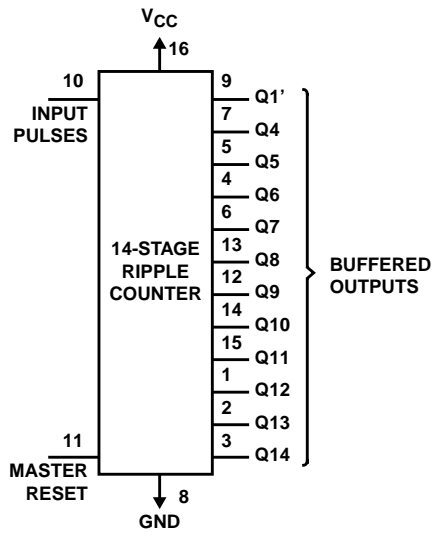 VCC
16
10
INPUT
PULSES
9
Q1’
7
Q4
5
Q5
4
Q6
6
Q7
13
Q8
12
Q9
14
Q10
15
Q11
1
Q12
2
Q13
3
Q14
14-STAGE
RIPPLE
COUNTER
BUFFERED
OUTPUTS
11
MASTER
RESET
8
GND